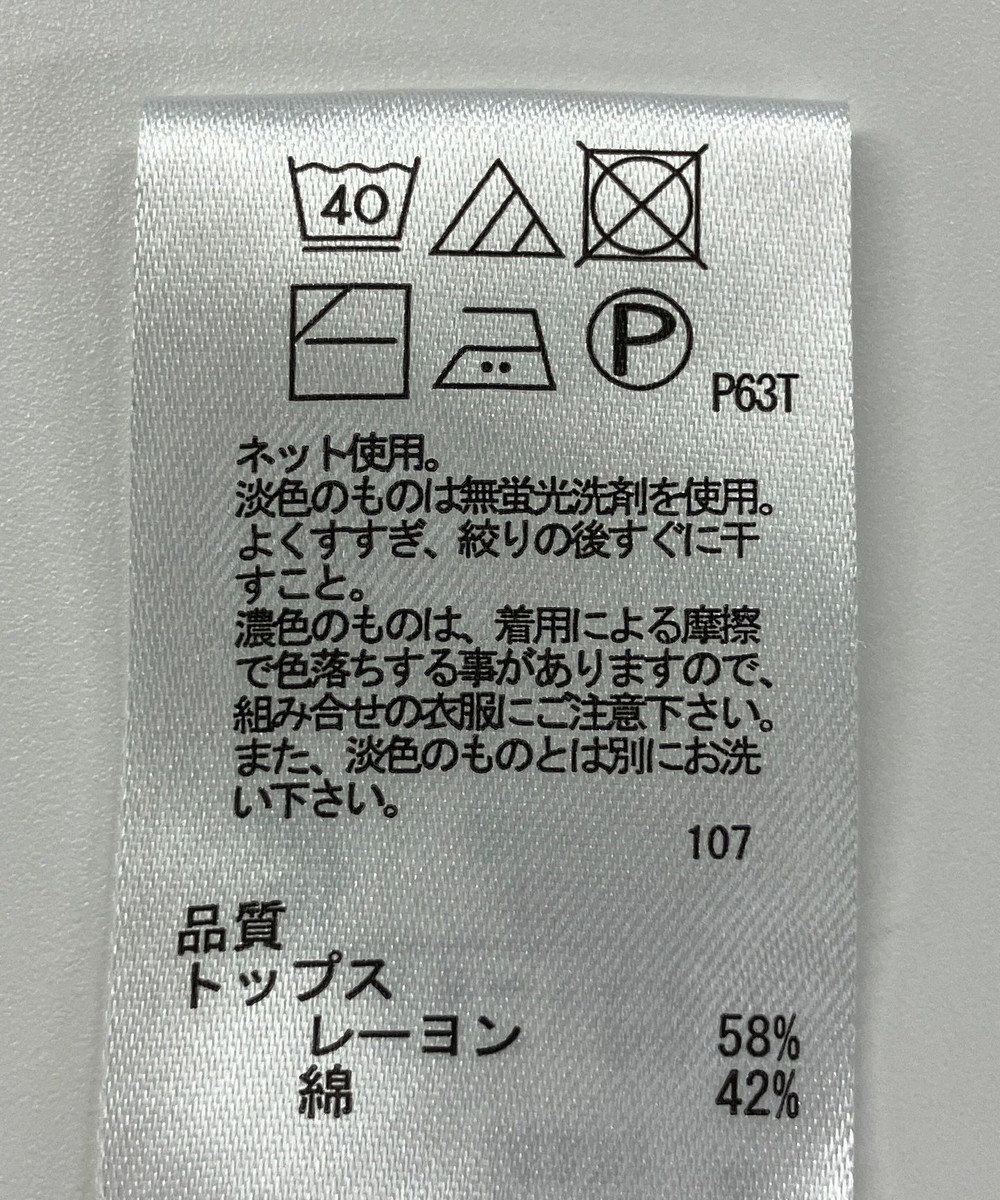 40
P
P63T
ネット使用。
淡色のものは無蛍光洗剤を使用。
よくすすぎ、絞りの後すぐに干
すこと。
濃色のものは、着用による摩擦
で色落ちする事がありますので、
組み合せの衣服にご注意下さい。
また、淡色のものとは別にお洗
い下さい。
107
品質
トップス
レーヨン 58%
綿 42%